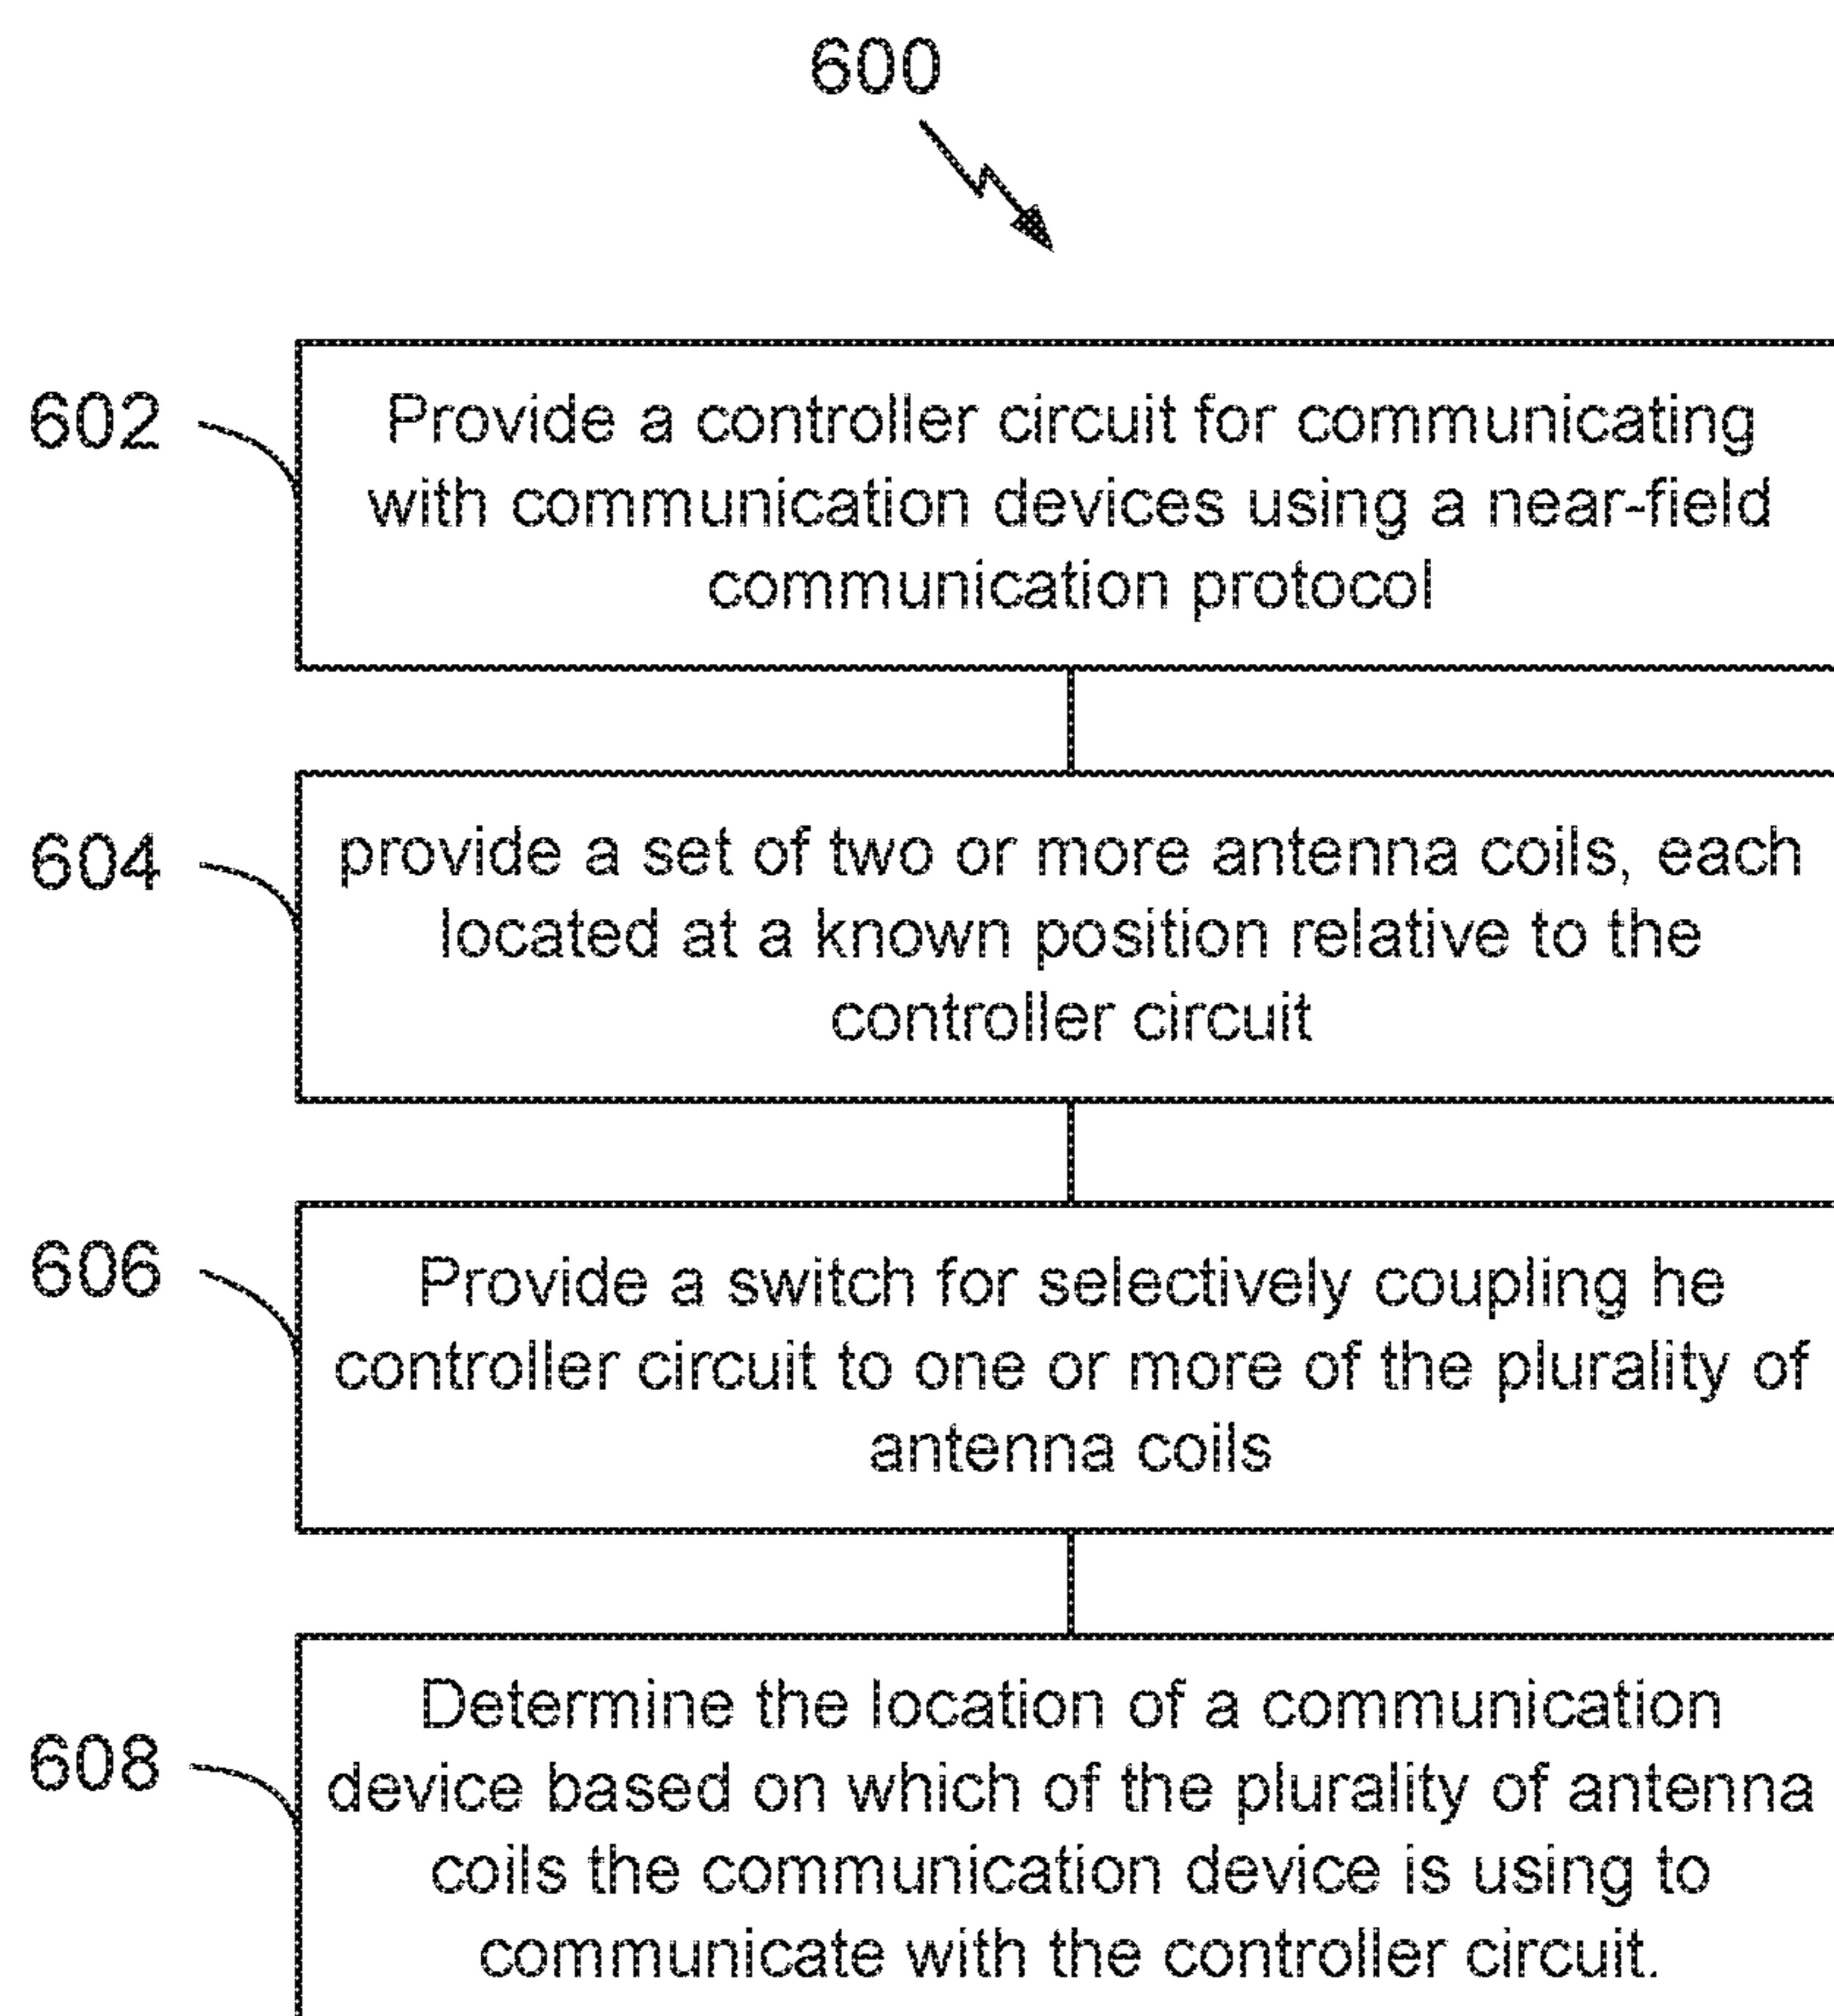 600
602
Provide a controller circuit for communicating
with communication devices using a near-field
communication protocol
604
provide a set of two or more antenna coils, each
located at a known position relative to the
controller circuit
606
Provide a switch for selectively coupling he
controller circuit to one or more of the plurality of
antenna coils
608
Determine the location of a communication
device based on which of the plurality of antenna
coils the communication device is using to
communicate with the controller circuit.